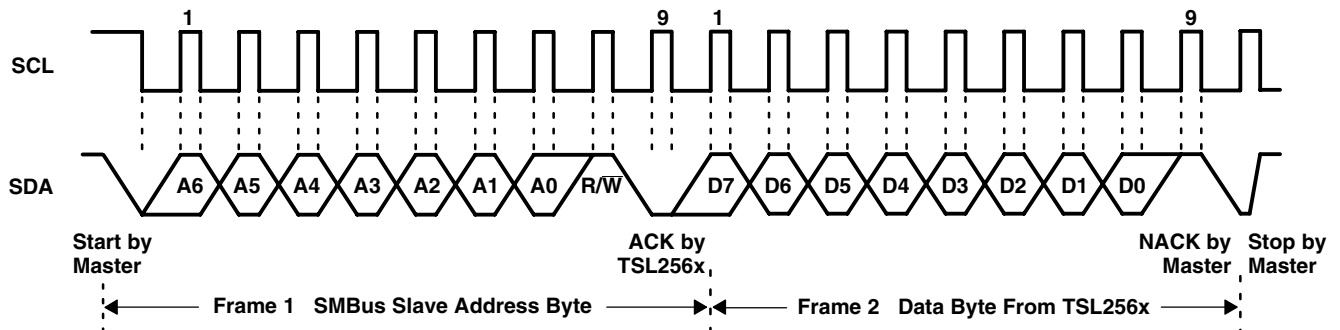 1 9 1 9
SCL
SDA A6 A5 A4 A3 A2 A1 A0 R/W̅ D7 D6 D5 D4 D3 D2 D1 D0
Start by
Master
ACK by
TSL256x
NACK by
Master
Stop by
Master
Frame 1 SMBus Slave Address Byte
Frame 2 Data Byte From TSL256x